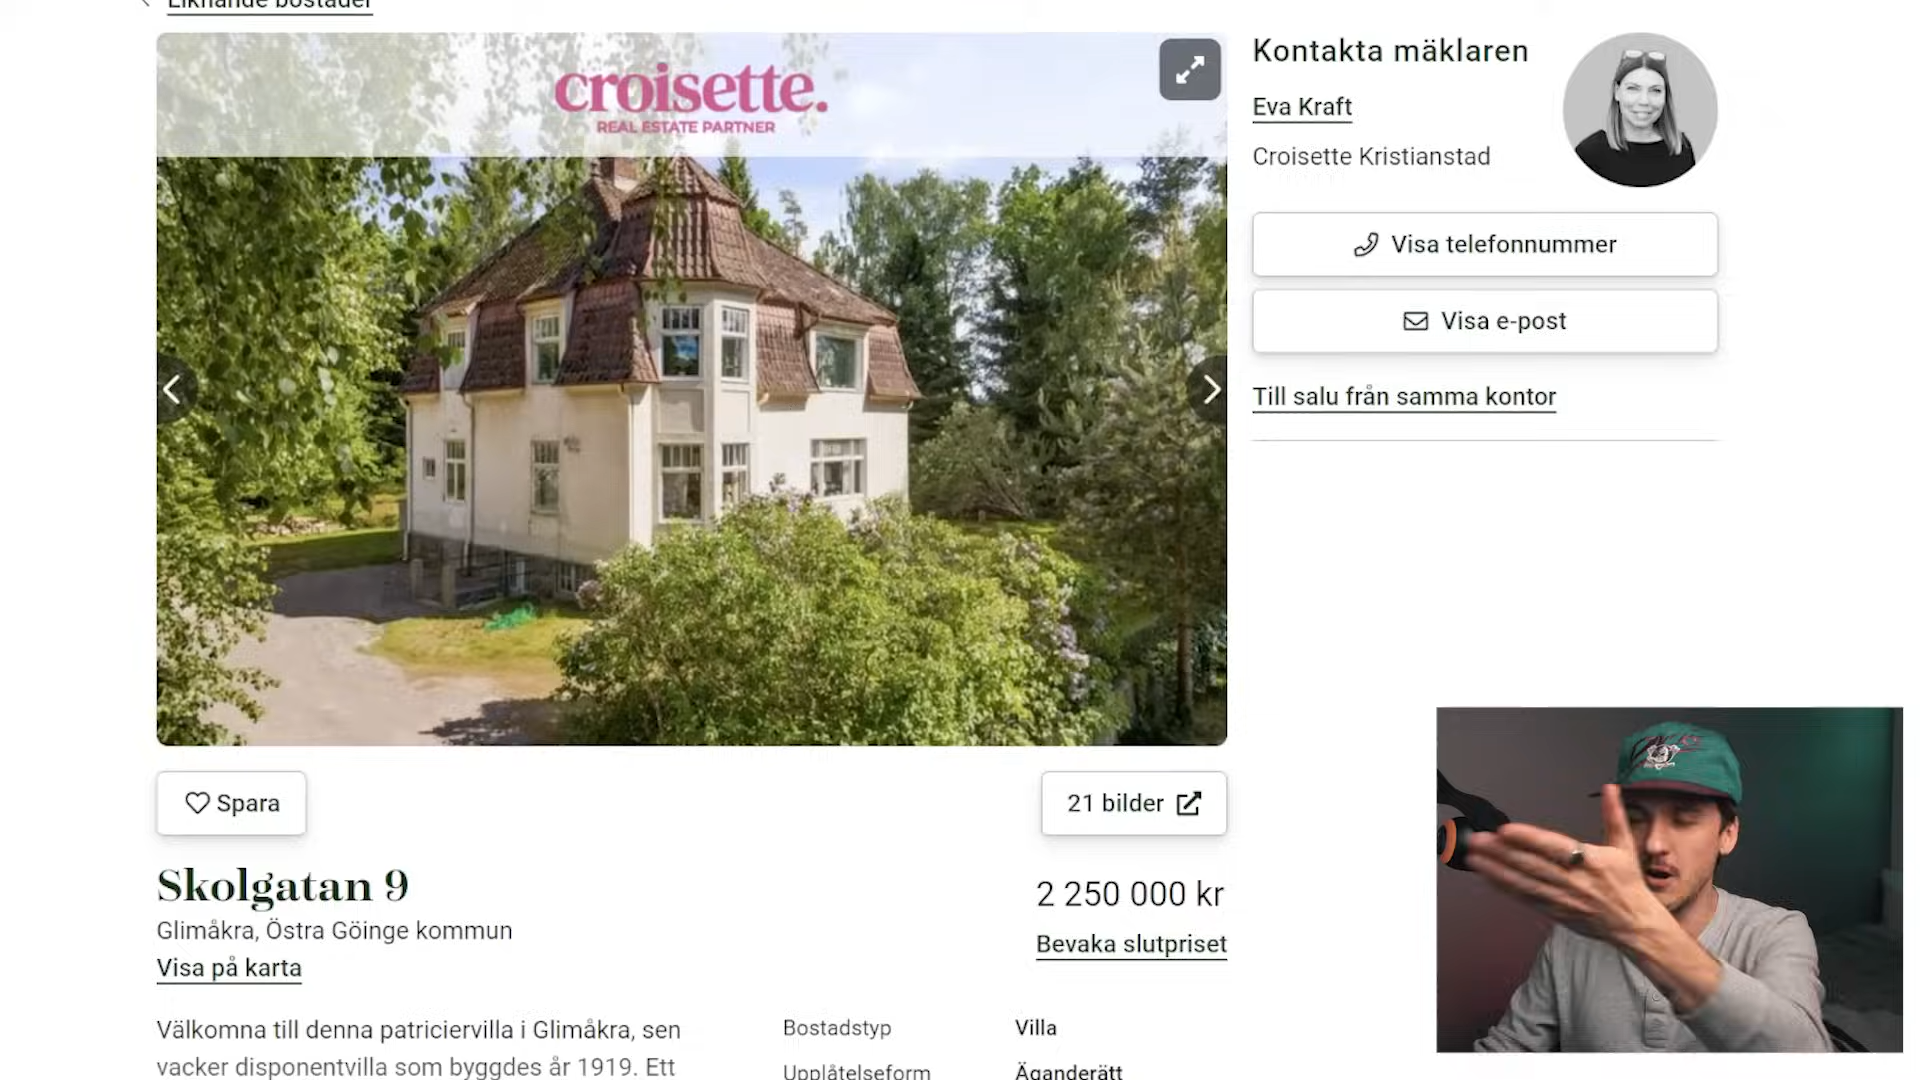 Liknande bostäder
croisette.
REAL ESTATE PARTNER
Kontakta mäklaren
Eva Kraft
Croisette Kristianstad
Visa telefonnummer
Visa e-post
Till salu från samma kontor
Spara
21 bilder
Skolgatan 9
Glimåkra, Östra Göinge kommun
Visa på karta
2 250 000 kr
Bevaka slutpriset
Välkomna till denna patriciervilla i Glimåkra, sen
vacker disponentvilla som byggdes år 1919. Ett
Bostadstyp
Villa
Upplåtelseform
Äganderätt